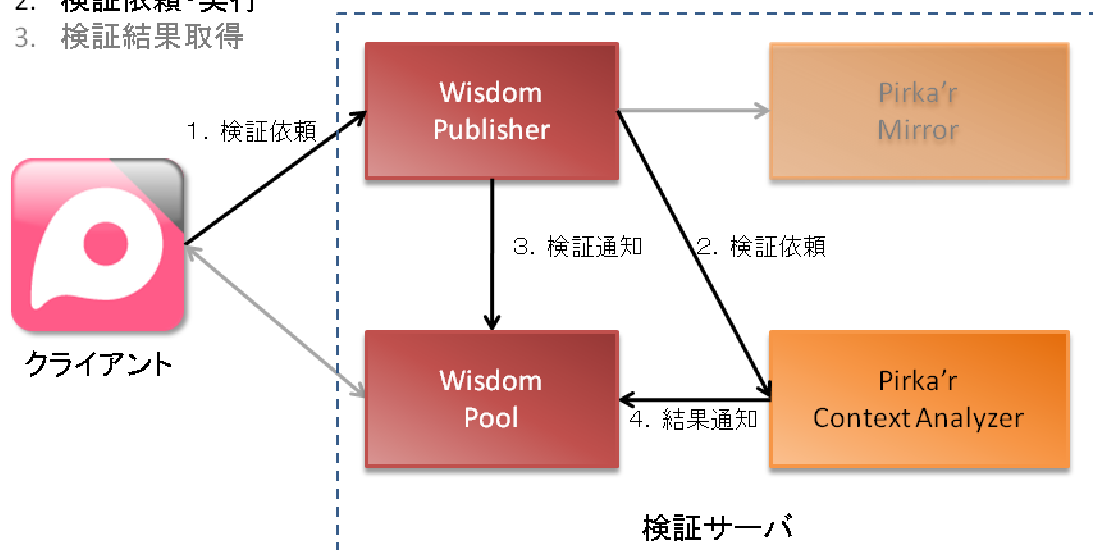 2. 検証依頼・実行
3. 検証結果取得
Wisdom
Publisher
Pirka'r
Mirror
1. 検証依頼
3. 検証通知
2. 検証依頼
クライアント
Wisdom
Pool
4. 結果通知
Pirka'r
Context Analyzer
検証サーバ